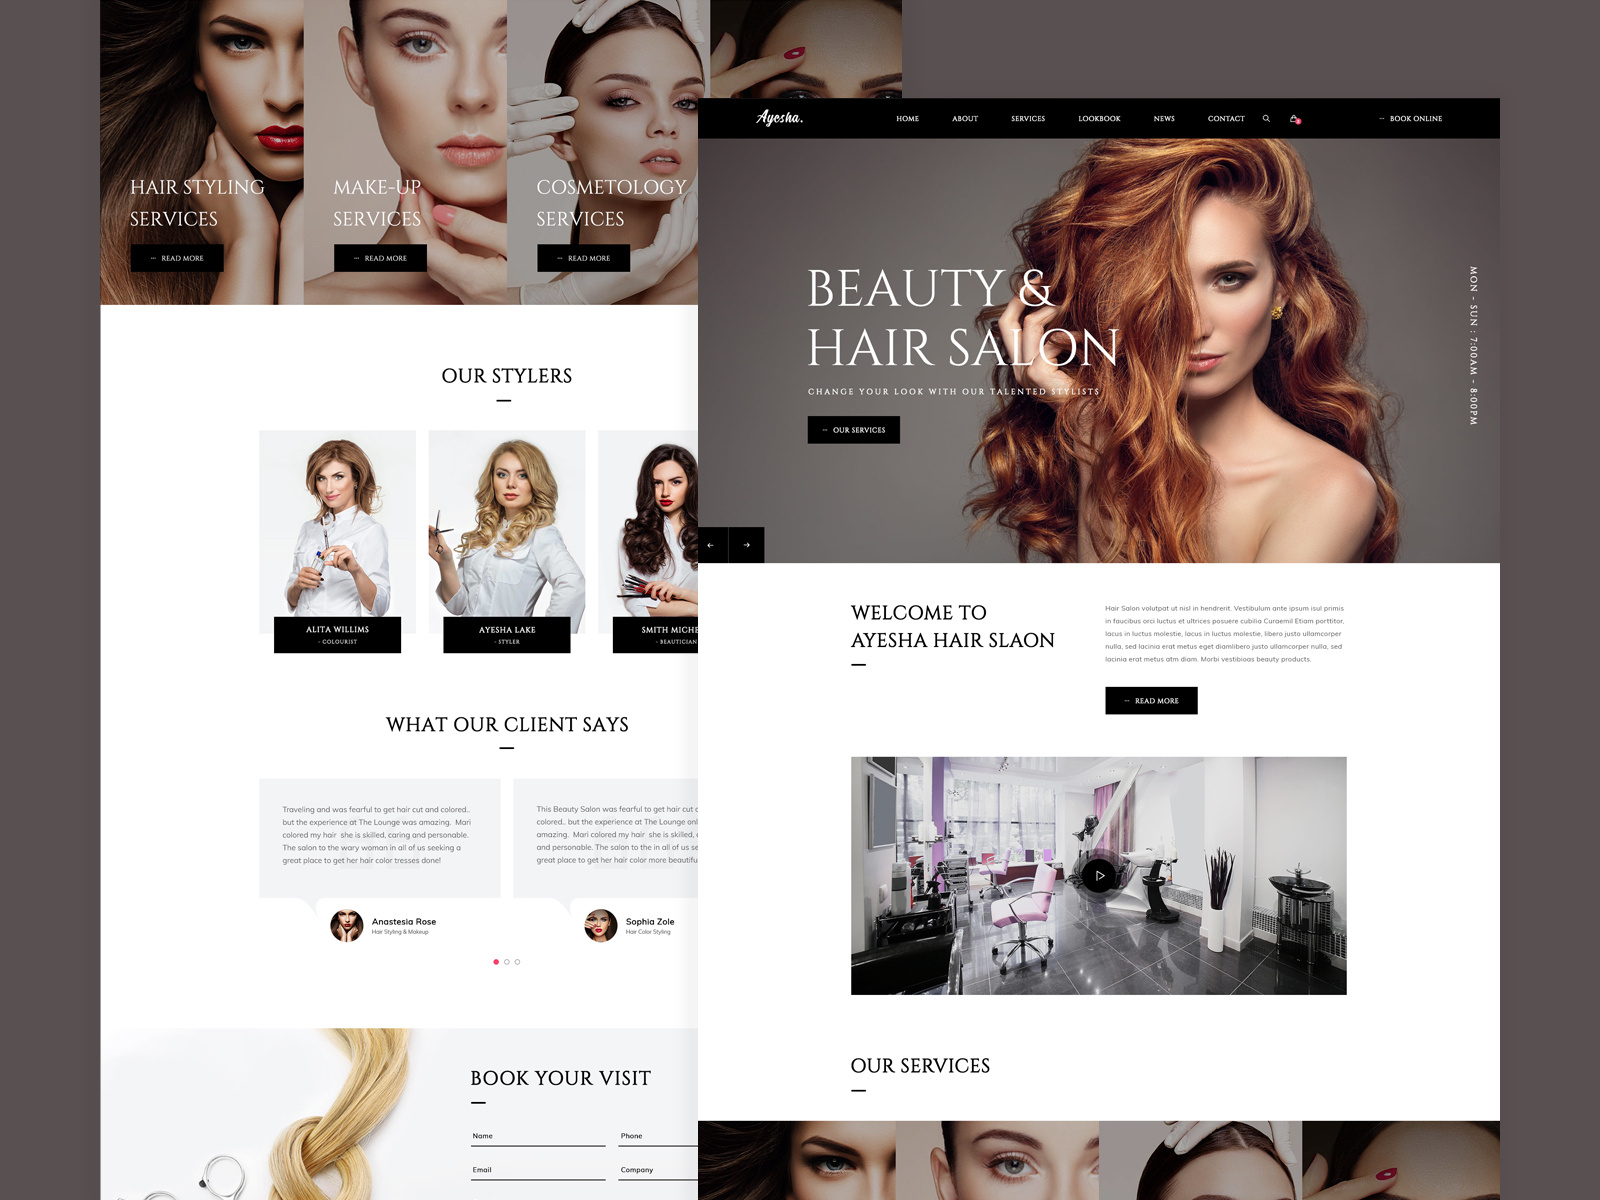 HAIR STYLING
SERVICES
READ MORE
MAKE-UP
SERVICES
READ MORE
COSMETOLOGY
SERVICES
READ MORE
OUR STYLERS
ALITA WILLIMS
- COLOURIST
AYESHA LAKE
- STYLER
SMITH MICHE
- BEAUTICIAN
WHAT OUR CLIENT SAYS
Traveling and was fearful to get hair cut and colored..
but the experience at The Lounge was amazing. Mari
colored my hair she is skilled, caring and personable.
The salon to the wary woman in all of us seeking a
great place to get her hair color tresses done!
Anastesia Rose
Hair Styling & Makeup
This Beauty Salon was fearful to get hair cut
colored.. but the experience at The Lounge onl
amazing. Mari colored my hair she is skilled,
and personable. The salon to the in all of us se
great place to get her hair color more beautifu
Sophia Zole
Hair Color Styling
BOOK YOUR VISIT
Name
Phone
Email
Company
Ayesha.
HOME
ABOUT
SERVICES
LOOKBOOK
NEWS
CONTACT
BOOK ONLINE
BEAUTY &
HAIR SALON
CHANGE YOUR LOOK WITH OUR TALENTED STYLISTS
OUR SERVICES
MON - SUN : 7:00AM - 8:00PM
WELCOME TO
AYESHA HAIR SLAON
Hair Salon volutpat ut nisl in hendrerit. Vestibulum ante ipsum isul primis
in faucibus orci luctus et ultrices posuere cubilia Curaemil Etiam porttitor,
lacus in luctus molestie, lacus in luctus molestie, libero justo ullamcorper
nulla, sed lacinia erat metus eget diamlibero justo ullamcorper nulla, sed
lacinia erat metus atm diam. Morbi vestibioas beauty products.
READ MORE
OUR SERVICES